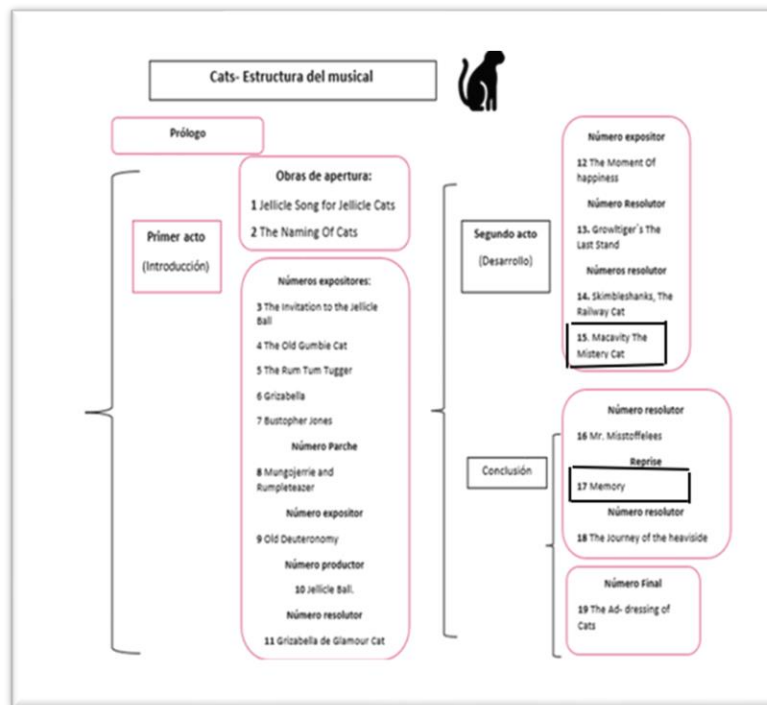 Cats- Estructura del musical
Prólogo
Primer acto
(Introducción)
Obras de apertura:
1 Jellicle Song for Jellicle Cats
2 The Naming Of Cats
Números expositores:
3 The Invitation to the Jellicle
Ball
4 The Old Gumbie Cat
5 The Rum Tum Tugger
6 Grizabella
7 Bustopher Jones
Número Parche
8 Mungojerrie and
Rumpleteazer
Número expositor
9 Old Deuteronomy
Número productor
10 Jellicle Ball.
Número resolutor
11 Grizabella de Glamour Cat
Segundo acto
(Desarrollo)
Número expositor
12 The Moment Of
happiness
Número Resolutor
13. Growltiger´s The
Last Stand
Números resolutor
14. Skimbleshanks, The
Railway Cat
15. Macavity The
Mistery Cat
Conclusión
Número resolutor
16 Mr. Misstoffelees
Reprise
17 Memory
Número resolutor
18 The Journey of the heaviside
Número Final
19 The Ad- dressing of
Cats